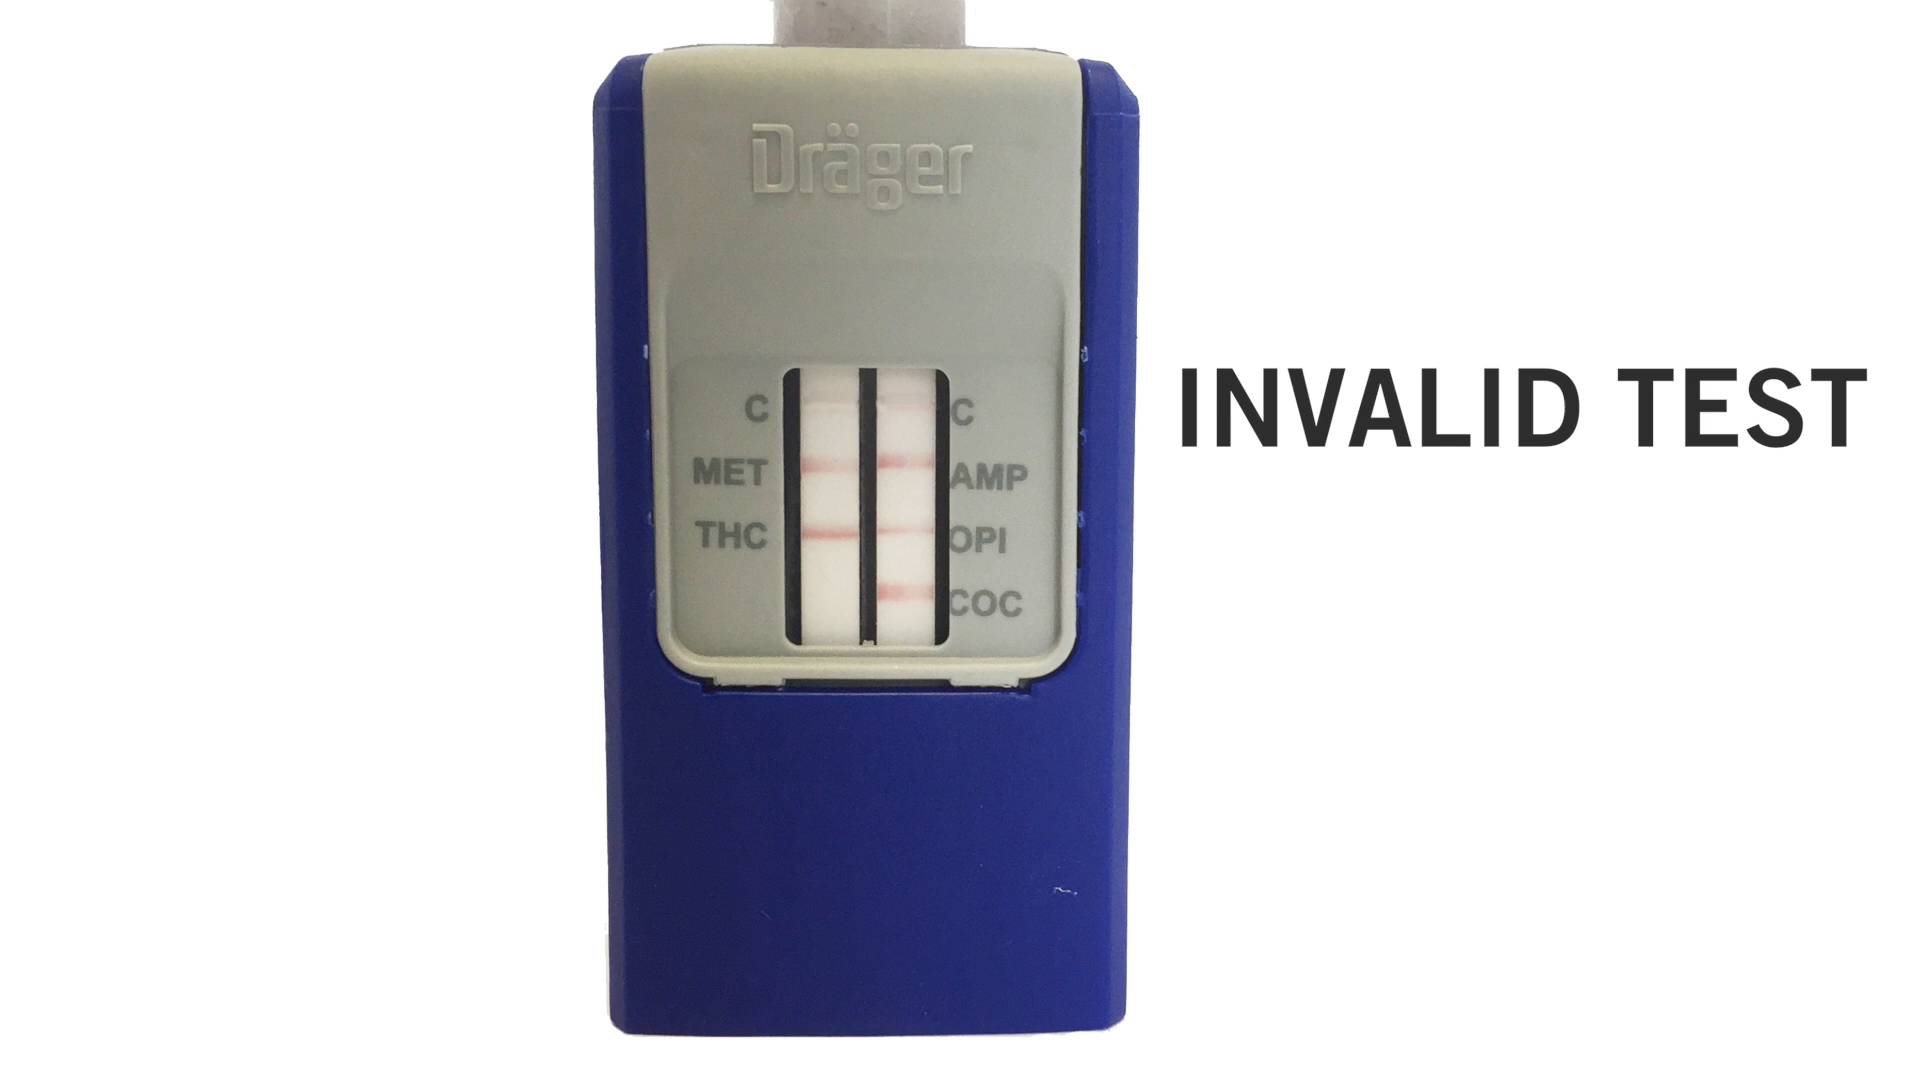 Dräger
INVALID TEST
C C
MET AMP
THC OPI
COC